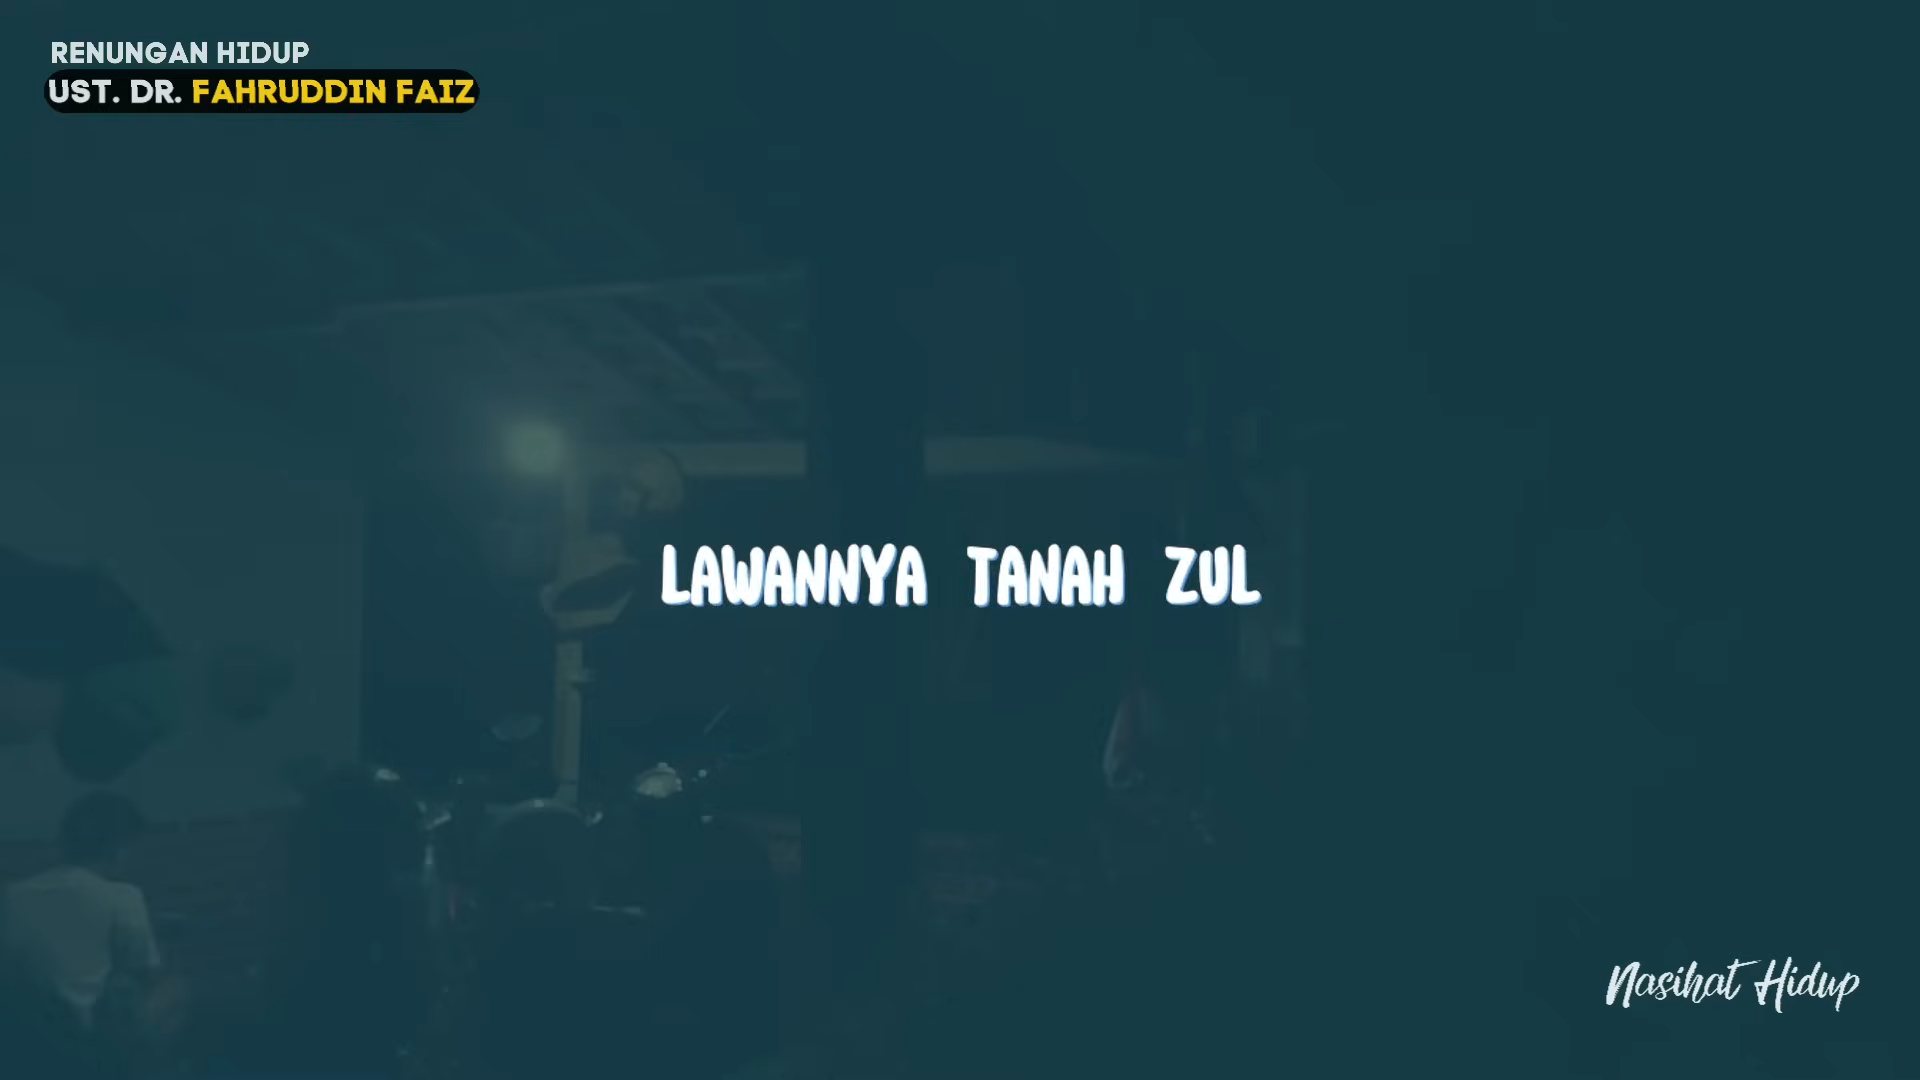 RENUNGAN HIDUP
UST. DR. FAHRUDDIN FAIZ
LAWANNYA TANAH ZUL
Nasihat Hidup